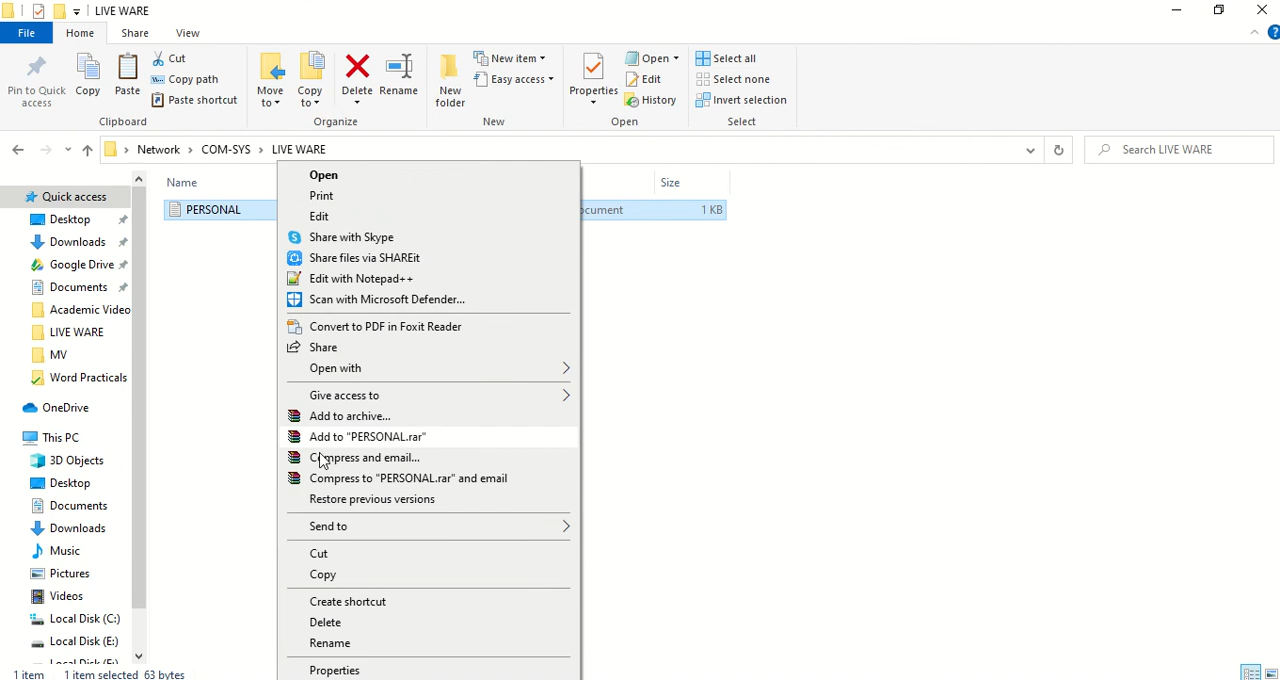 LIVE WARE
File Home Share View
Pin to Quick access
Copy
Paste
Cut
Copy path
Paste shortcut
Clipboard
Move to
Copy to
Delete
Rename
Organize
New folder
New item
Easy access
New
Properties
Open
Edit
History
Open
Select all
Select none
Invert selection
Select
Network › COM-SYS › LIVE WARE
Search LIVE WARE
Quick access
Desktop
Downloads
Google Drive
Documents
Academic Video
LIVE WARE
MV
Word Practicals
OneDrive
This PC
3D Objects
Desktop
Documents
Downloads
Music
Pictures
Videos
Local Disk (C:)
Local Disk (E:)
Name Size
PERSONAL ocument 1 KB
Open
Print
Edit
Share with Skype
Share files via SHAREit
Edit with Notepad++
Scan with Microsoft Defender...
Convert to PDF in Foxit Reader
Share
Open with
Give access to
Add to archive...
Add to "PERSONAL.rar"
Compress and email...
Compress to "PERSONAL.rar" and email
Restore previous versions
Send to
Cut
Copy
Create shortcut
Delete
Rename
Properties
1 item 1 item selected 63 bytes